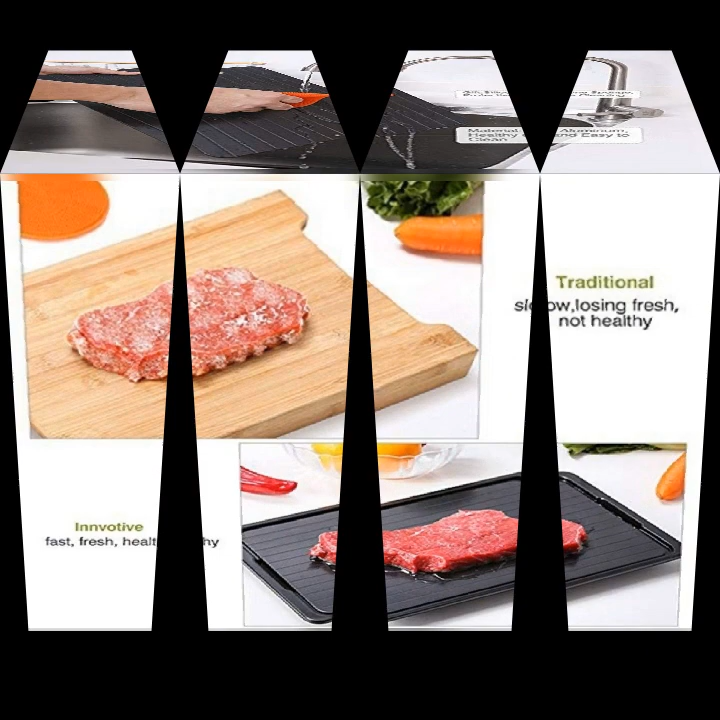 Material Aluminum,
Healthy and Easy to
Clean
Traditional
slow,losing fresh,
not healthy
Innvotive
fast, fresh, healthy